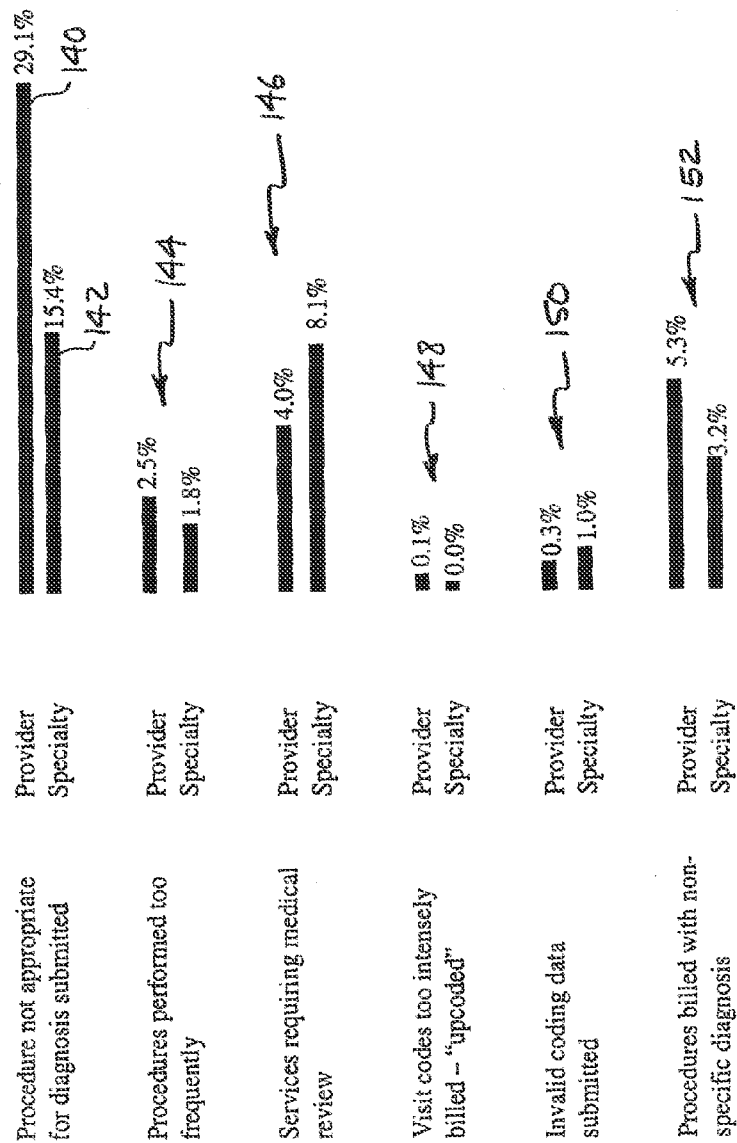 Procedure not appropriate
for diagnosis submitted
Provider
Specialty
29.1%
140
15.4%
142
Procedures performed too
frequently
Provider
Specialty
2.5%
1.8%
144
Services requiring medical
review
Provider
Specialty
4.0%
8.1%
146
Visit codes too intensely
billed – “upcoded”
Provider
Specialty
0.1%
0.0%
148
Invalid coding data
submitted
Provider
Specialty
0.3%
1.0%
150
Procedures billed with non-
specific diagnosis
Provider
Specialty
5.3%
3.2%
152